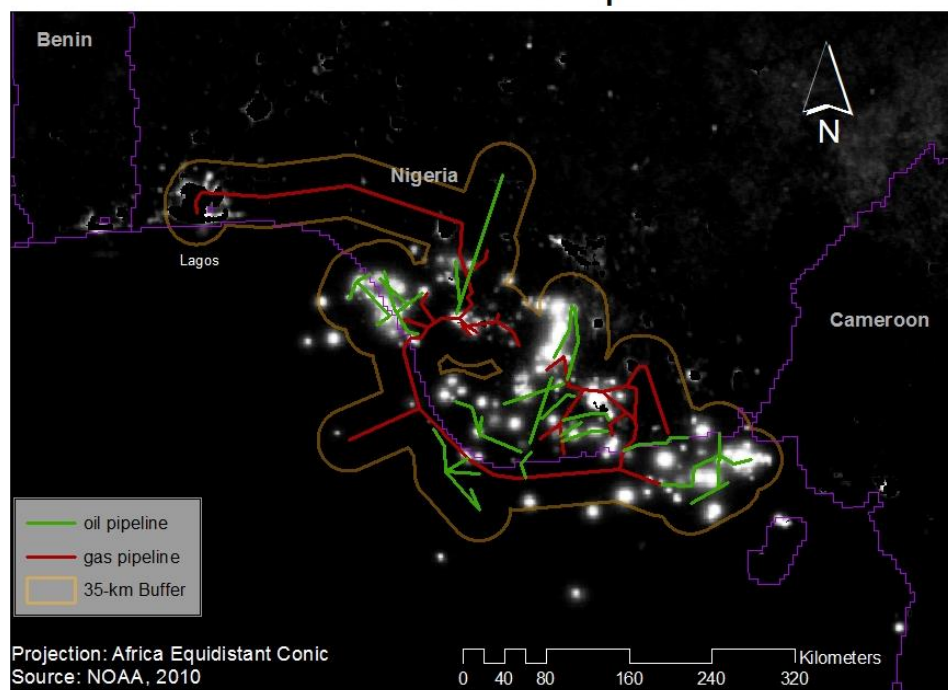 Benin
N
Nigeria
Lagos
Cameroon
oil pipeline
gas pipeline
35-km Buffer
Projection: Africa Equidistant Conic
Source: NOAA, 2010
Kilometers
0 40 80 160 240 320